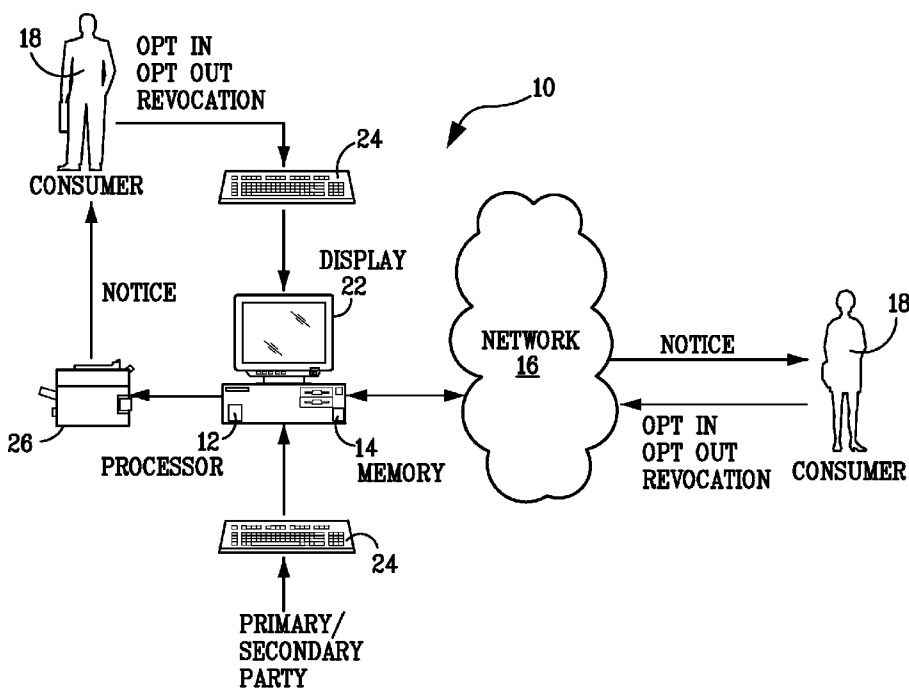 18
OPT IN
OPT OUT
REVOCATION
10
24
CONSUMER
DISPLAY
22
NOTICE
NETWORK
16
NOTICE
18
26
12
PROCESSOR
14
MEMORY
OPT IN
OPT OUT
REVOCATION
CONSUMER
24
PRIMARY/
SECONDARY
PARTY